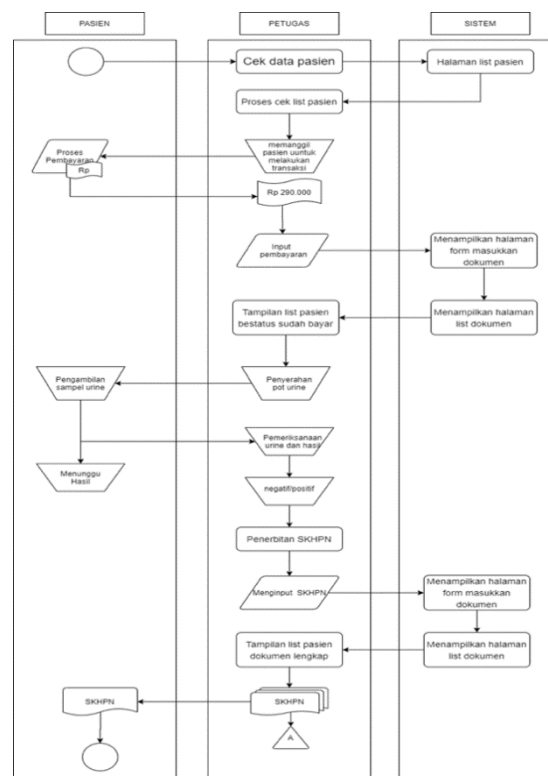 PASIEN
PETUGAS
SISTEM
Cek data pasien
Halaman list pasien
Proses cek list pasien
memanggil
pasien uuntuk
melakukan
transaksi
Proses
Pembayaran
Rp
Rp 290.000
Input
pembayaran
Menampilkan halaman
form masukkan
dokumen
Tampilan list pasien
bestatus sudah bayar
Menampilkan halaman
list dokumen
Pengambilan
sampel urine
Penyerahan
pot urine
Pemeriksanaan
urine dan hasil
Menunggu
Hasil
negatif/positif
Penerbitan SKHPN
Menginput SKHPN
Menampilkan halaman
form masukkan
dokumen
Tampilan list pasien
dokumen lengkap
Menampilkan halaman
list dokumen
SKHPN
SKHPN
A